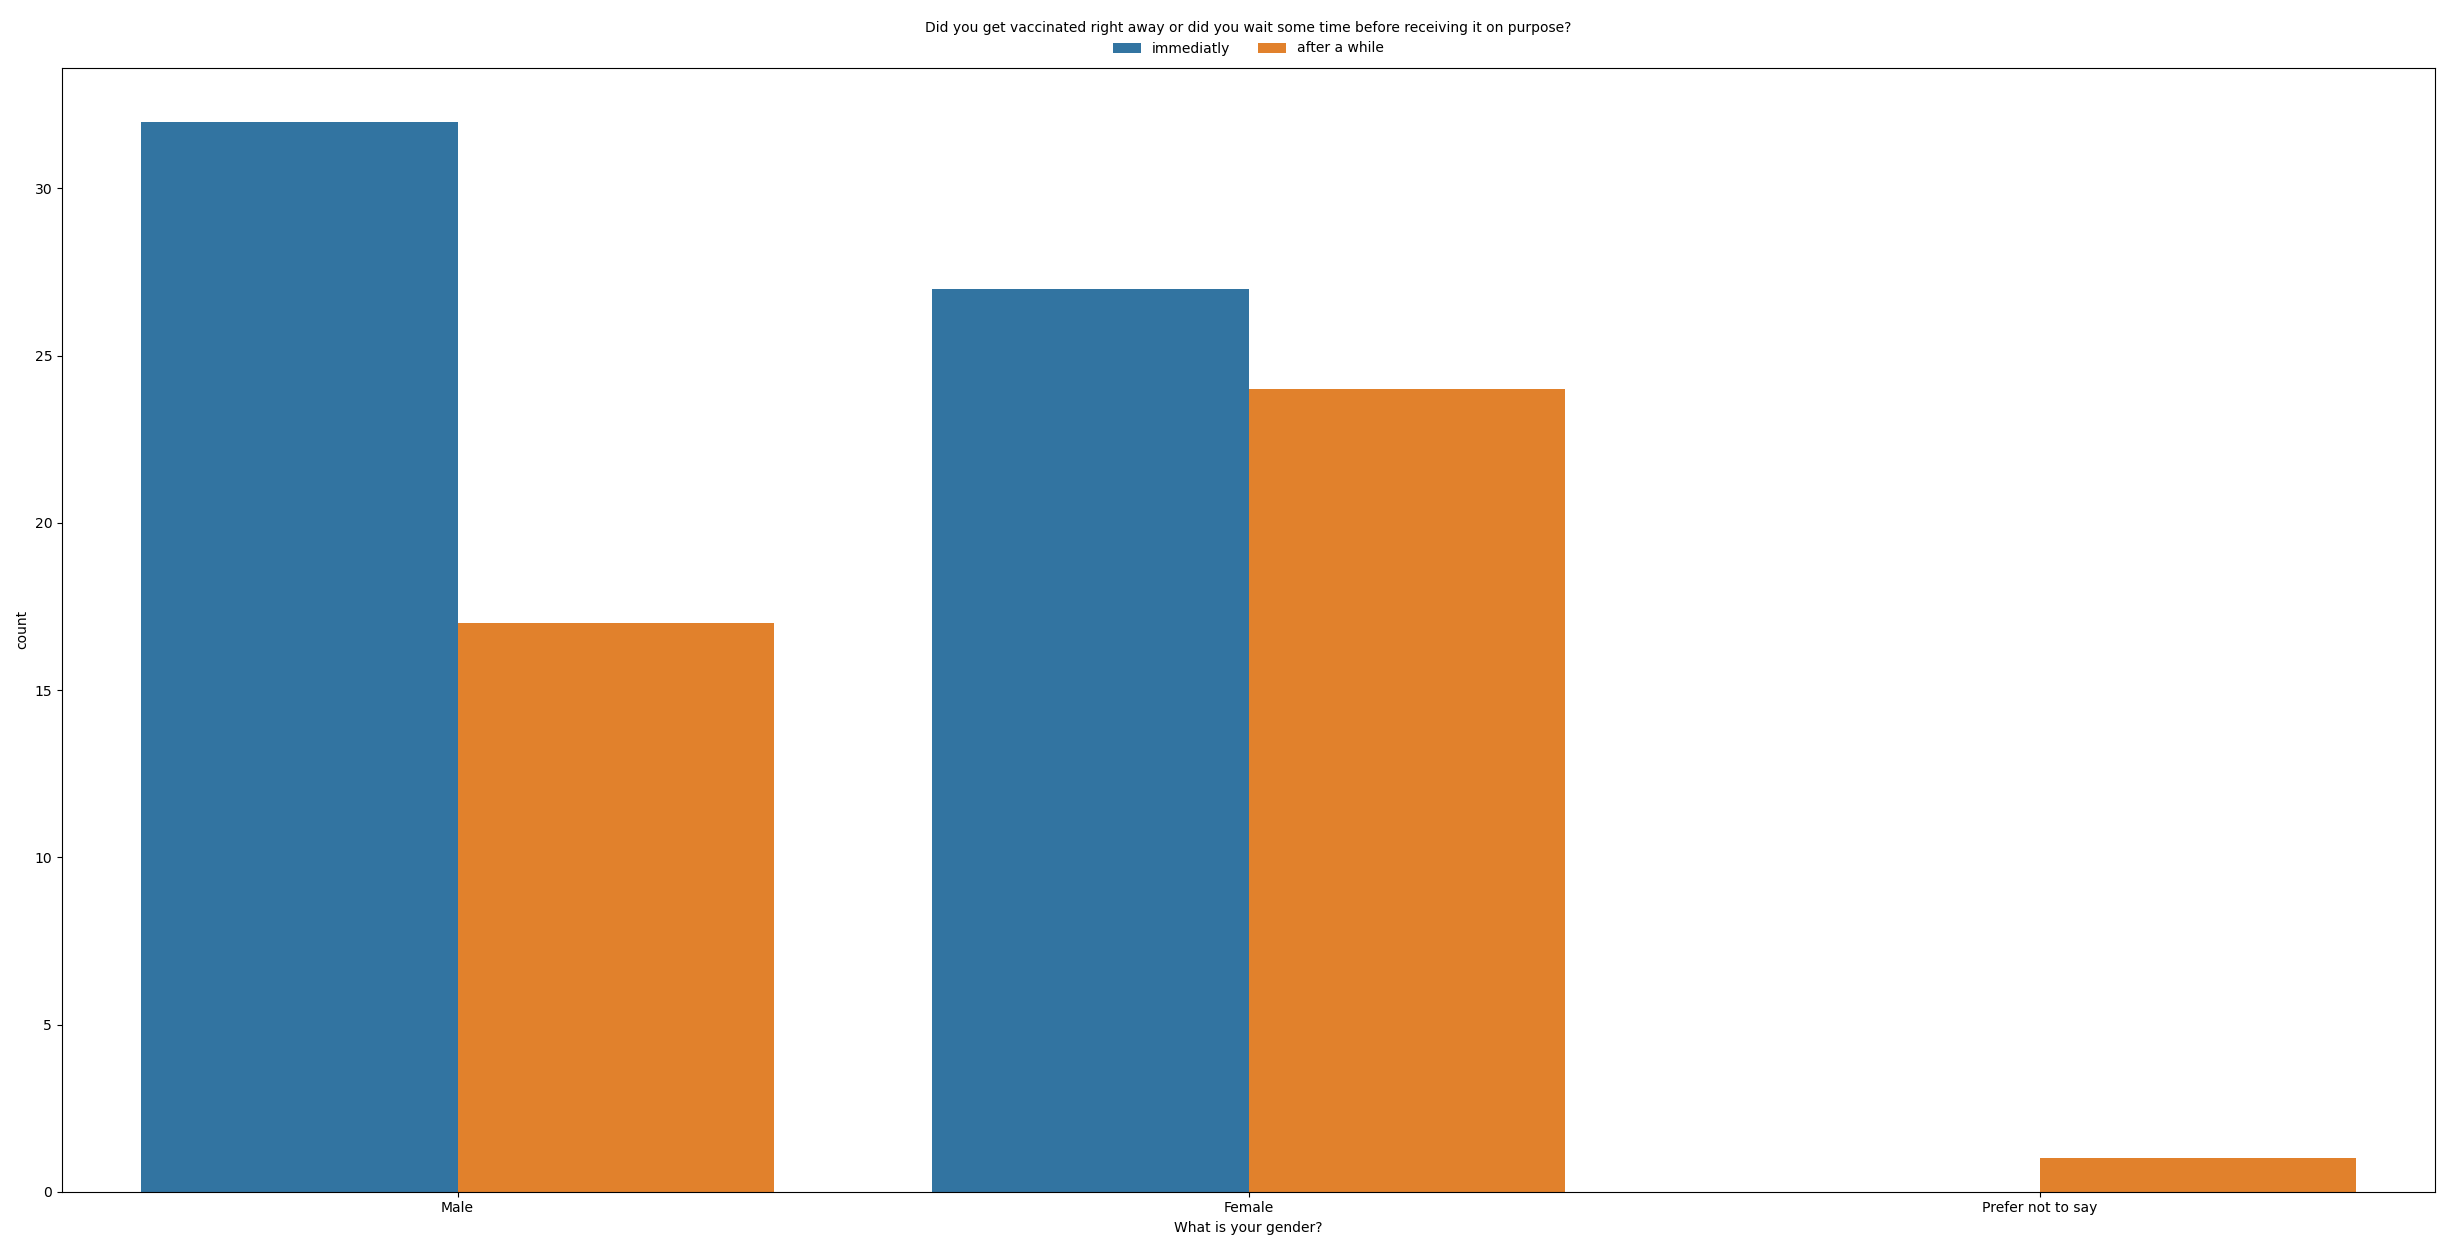 Did you get vaccinated right away or did you wait some time before receiving it on purpose?
immediatly after a while
30
25
20
15
10
5
0
count
Male Female Prefer not to say
What is your gender?